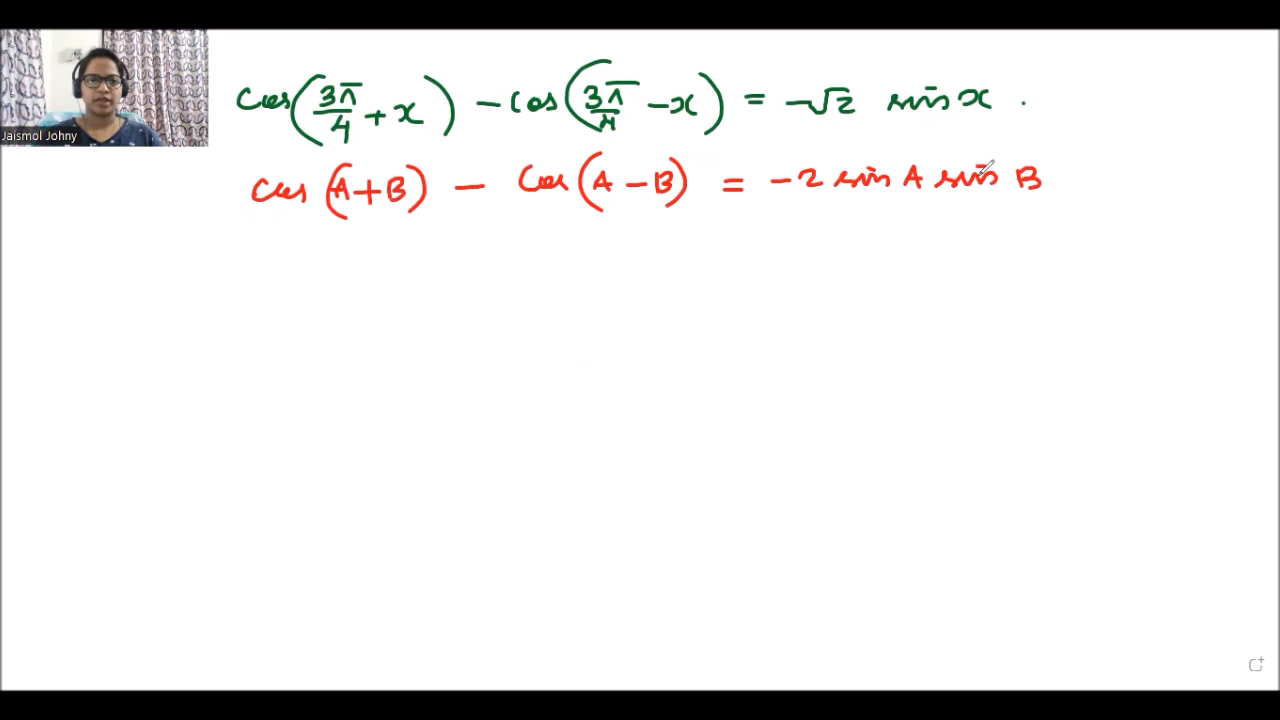 cos(3π/4 + x) - cos(3π/4 - x) = -√2 sin x .
Jaismol Johny
cos(A+B) - cos(A-B) = -2 sin A sin B